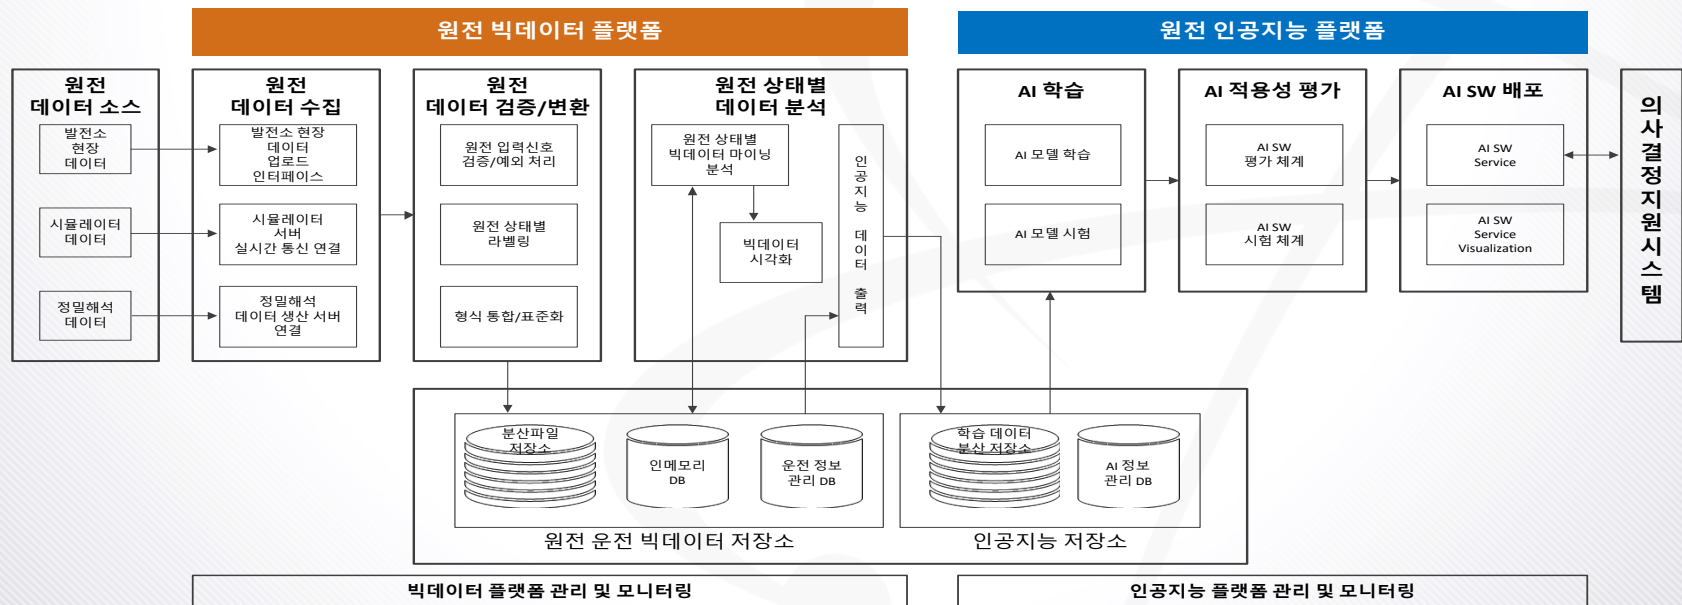 원전 빅데이터 플랫폼
원전 인공지능 플랫폼
원전
데이터 소스
발전소
현장
데이터
시뮬레이터
데이터
정밀해석
데이터
원전
데이터 수집
발전소 현장
데이터
업로드
인터페이스
시뮬레이터
서버
실시간 통신 연결
정밀해석
데이터 생산 서버
연결
원전
데이터 검증/변환
원전 입력신호
검증/예외 처리
원전 상태별
라벨링
형식 통합/표준화
원전 상태별
데이터 분석
원전 상태별
빅데이터 마이닝
분석
빅데이터
시각화
인공지능 데이터 출력
AI 학습
AI 모델 학습
AI 모델 시험
AI 적용성 평가
AI SW
평가 체계
AI SW
시험 체계
AI SW 배포
AI SW
Service
AI SW
Service
Visualization
의사결정지원시스템
분산파일
저장소
인메모리
DB
운전 정보
관리 DB
원전 운전 빅데이터 저장소
학습 데이터
분산 저장소
AI 정보
관리 DB
인공지능 저장소
빅데이터 플랫폼 관리 및 모니터링
인공지능 플랫폼 관리 및 모니터링